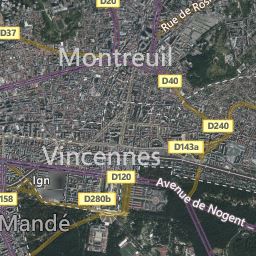 D20
D37
Rue de Ros
Montreuil
D40
D240
D143a
Vincennes
D120
Ign
Avenue de Nogent
158
D280b
Mandé